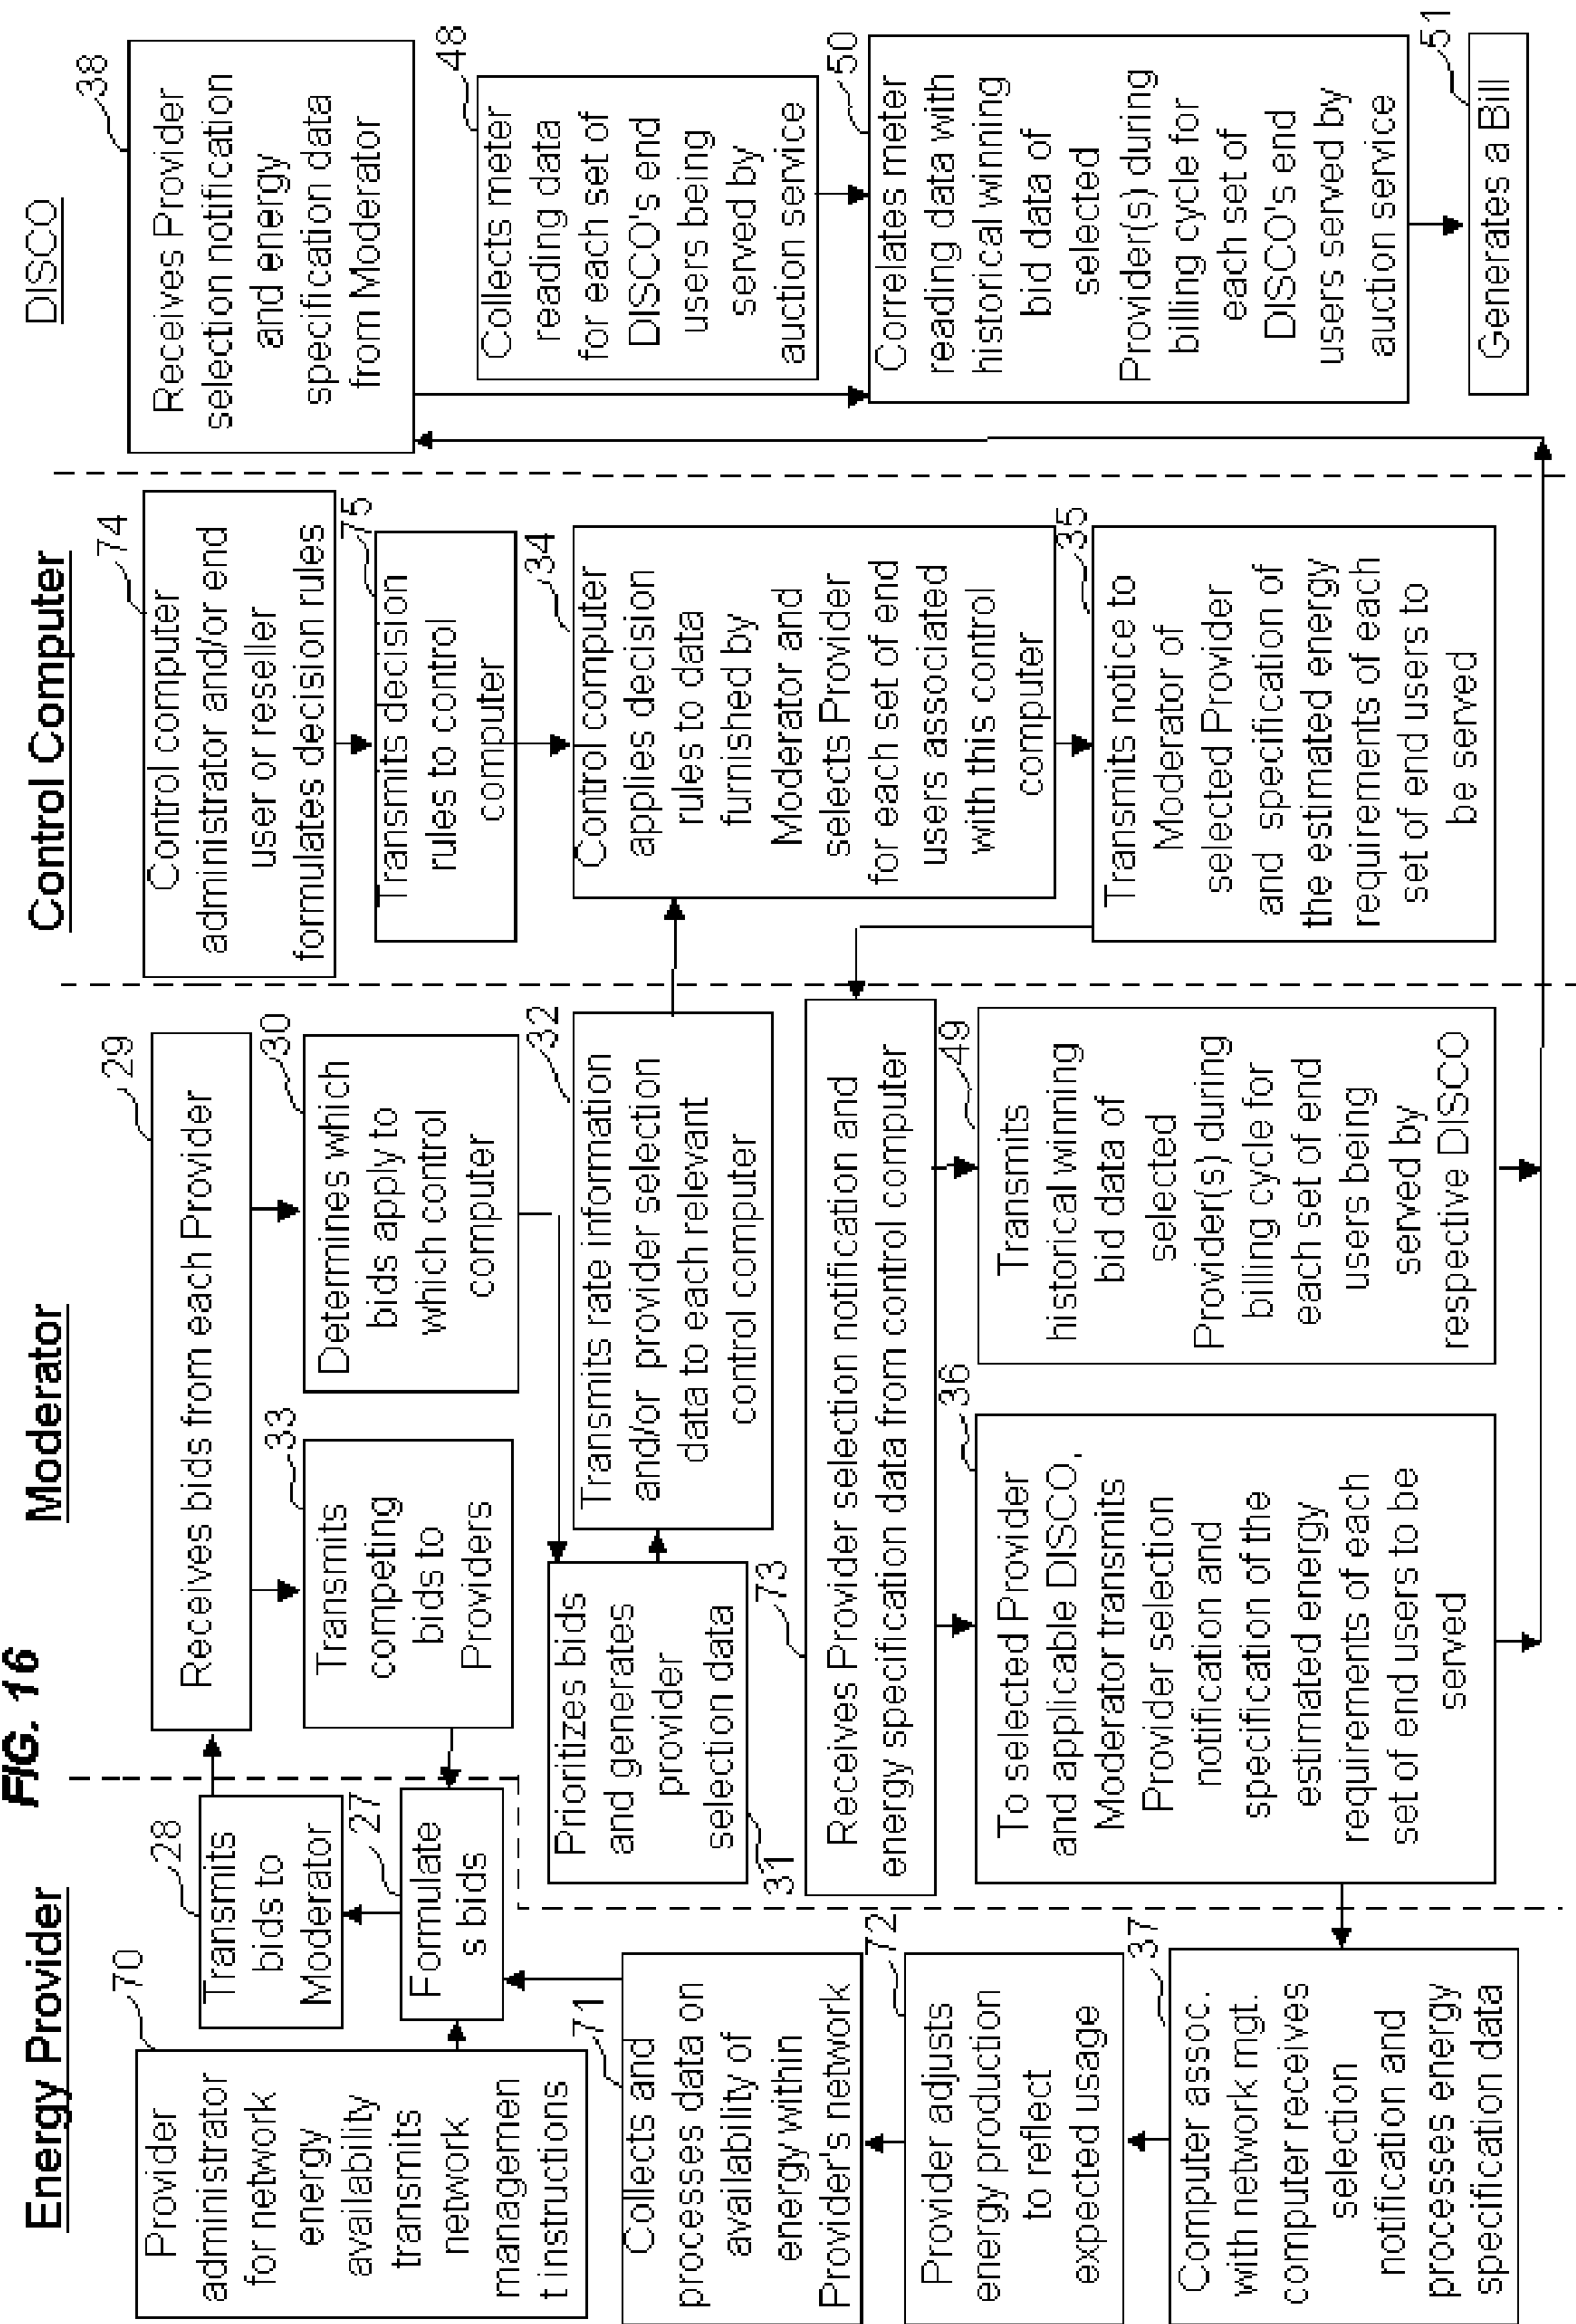 FIG. 16
Energy Provider
Moderator
Control Computer
DISCO
70
Provider
administrator
for network
energy
availability
transmits
network
managemen
t instructions
28
Transmits
bids to
Moderator
27
Formulate
s bids
71
Collects and
processes data on
availability of
energy within
Provider's network
72
Provider adjusts
energy production
to reflect
expected usage
37
Computer assoc.
with network mgt.
computer receives
selection
notification and
processes energy
specification data
29
Receives bids from each Provider
33
Transmits
competing
bids to
Providers
30
Determines which
bids apply to
which control
computer
Prioritizes bids
and generates
provider
selection data
31
32
Transmits rate information
and/or provider selection
data to each relevant
control computer
73
Receives Provider selection notification and
energy specification data from control computer
36
To selected Provider
and applicable DISCO,
Moderator transmits
Provider selection
notification and
specification of the
estimated energy
requirements of each
set of end users to be
served
49
Transmits
historical winning
bid data of
selected
Provider(s) during
billing cycle for
each set of end
users being
served by
respective DISCO
74
Control computer
administrator and/or end
user or reseller
formulates decision rules
75
Transmits decision
rules to control
computer
34
Control computer
applies decision
rules to data
furnished by
Moderator and
selects Provider
for each set of end
users associated
with this control
computer
35
Transmits notice to
Moderator of
selected Provider
and specification of
the estimated energy
requirements of each
set of end users to
be served
38
Receives Provider
selection notification
and energy
specification data
from Moderator
48
Collects meter
reading data
for each set of
DISCO's end
users being
served by
auction service
50
Correlates meter
reading data with
historical winning
bid data of
selected
Provider(s) during
billing cycle for
each set of
DISCO's end
users served by
auction service
51
Generates a Bill